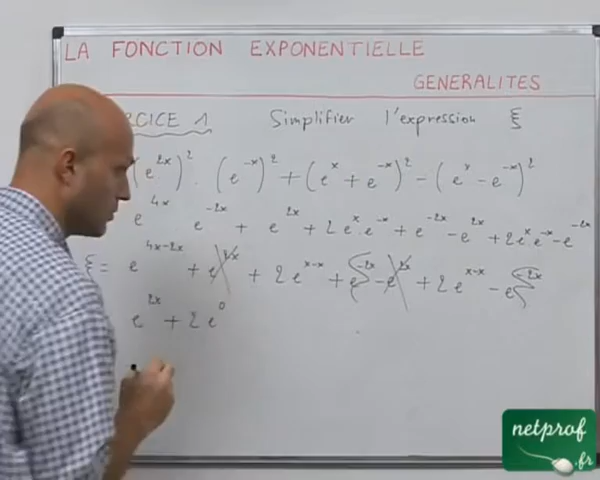 LA FONCTION EXPONENTIELLE
GENERALITES
RCICE 1 Simplifier l'expression ξ
(e^{2x})^2 . (e^{-x})^2 + (e^x + e^{-x})^2 - (e^x - e^{-x})^2
e^{4x} e^{-2x} + e^{2x} + 2e^x.e^{-x} + e^{-2x} - e^{2x} + 2e^x.e^{-x} - e^{-2x}
ξ = e^{4x-2x} + e^{2x} + 2e^{x-x} + e^{-2x} - e^{2x} + 2e^{x-x} - e^{-2x}
e^{2x} + 2e^0
netprof
.fr